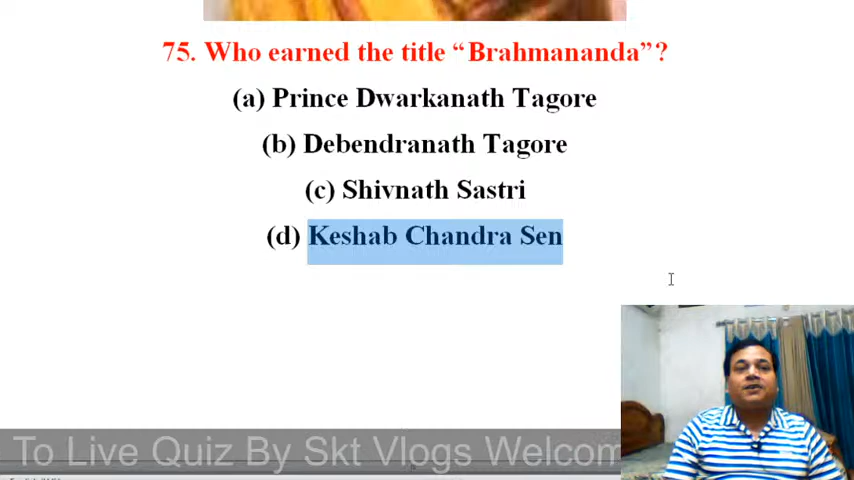 75. Who earned the title “Brahmananda”?
(a) Prince Dwarkanath Tagore
(b) Debendranath Tagore
(c) Shivnath Sastri
(d) Keshab Chandra Sen
To Live Quiz By Skt Vlogs Welcom